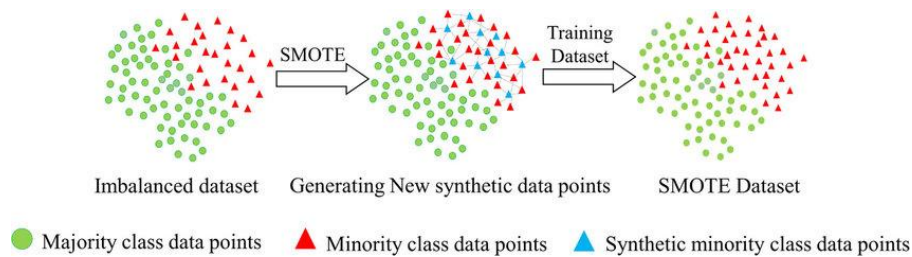 SMOTE
Training
Dataset
Imbalanced dataset
Generating New synthetic data points
SMOTE Dataset
Majority class data points
Minority class data points
Synthetic minority class data points